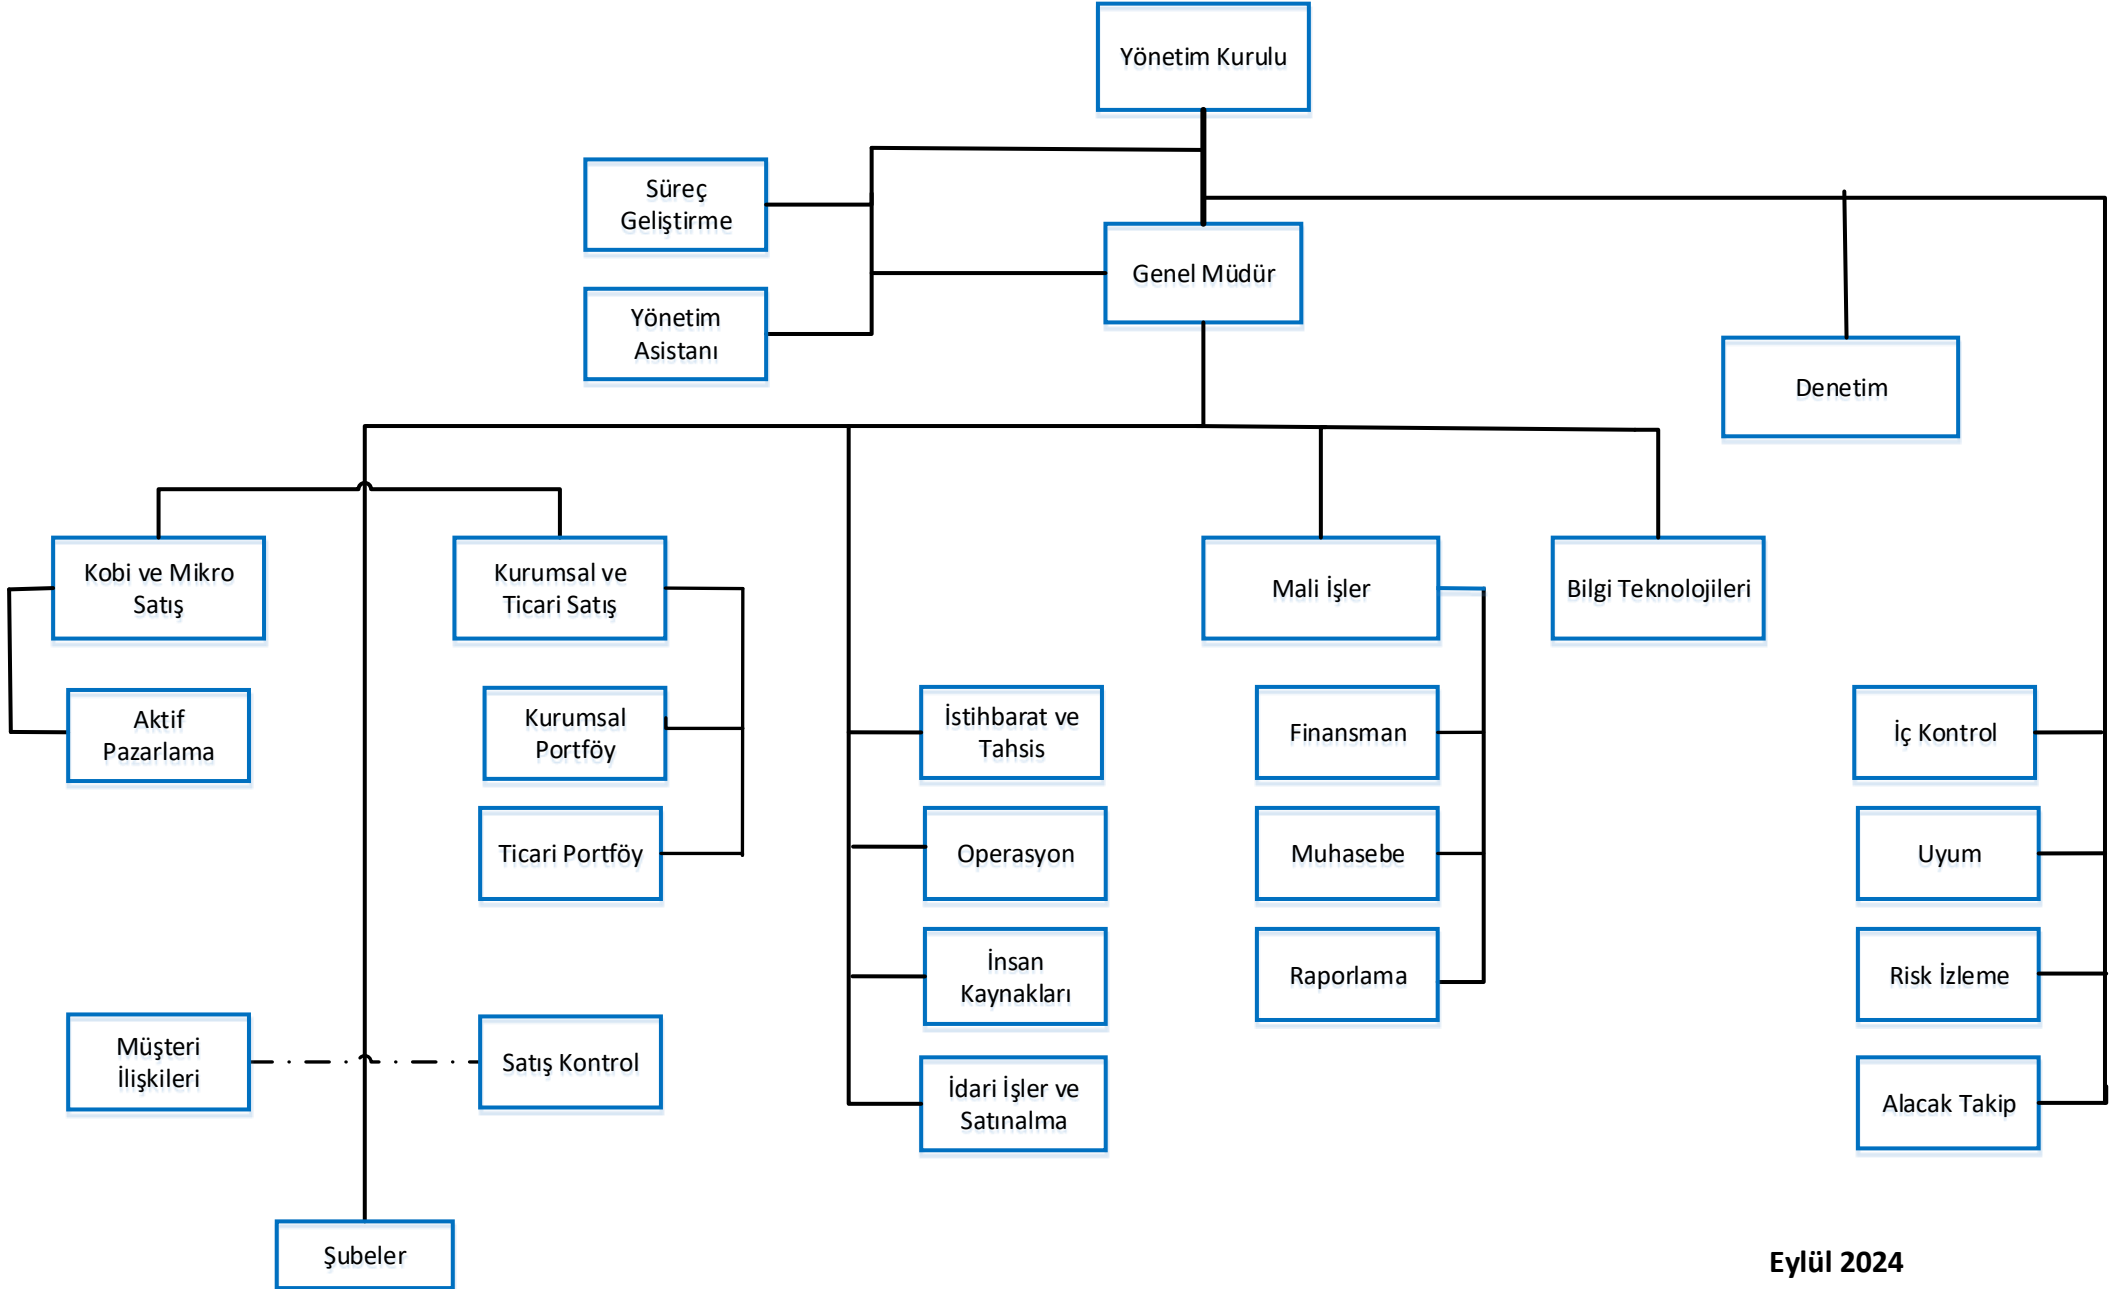 Yönetim Kurulu
Süreç
Geliştirme
Genel Müdür
Yönetim
Asistanı
Denetim
Kobi ve Mikro
Satış
Kurumsal ve
Ticari Satış
Mali İşler
Bilgi Teknolojileri
Aktif
Pazarlama
Kurumsal
Portföy
İstihbarat ve
Tahsis
Finansman
İç Kontrol
Ticari Portföy
Operasyon
Muhasebe
Uyum
İnsan
Kaynakları
Raporlama
Risk İzleme
Müşteri
İlişkileri
Satış Kontrol
İdari İşler ve
Satınalma
Alacak Takip
Şubeler
Eylül 2024